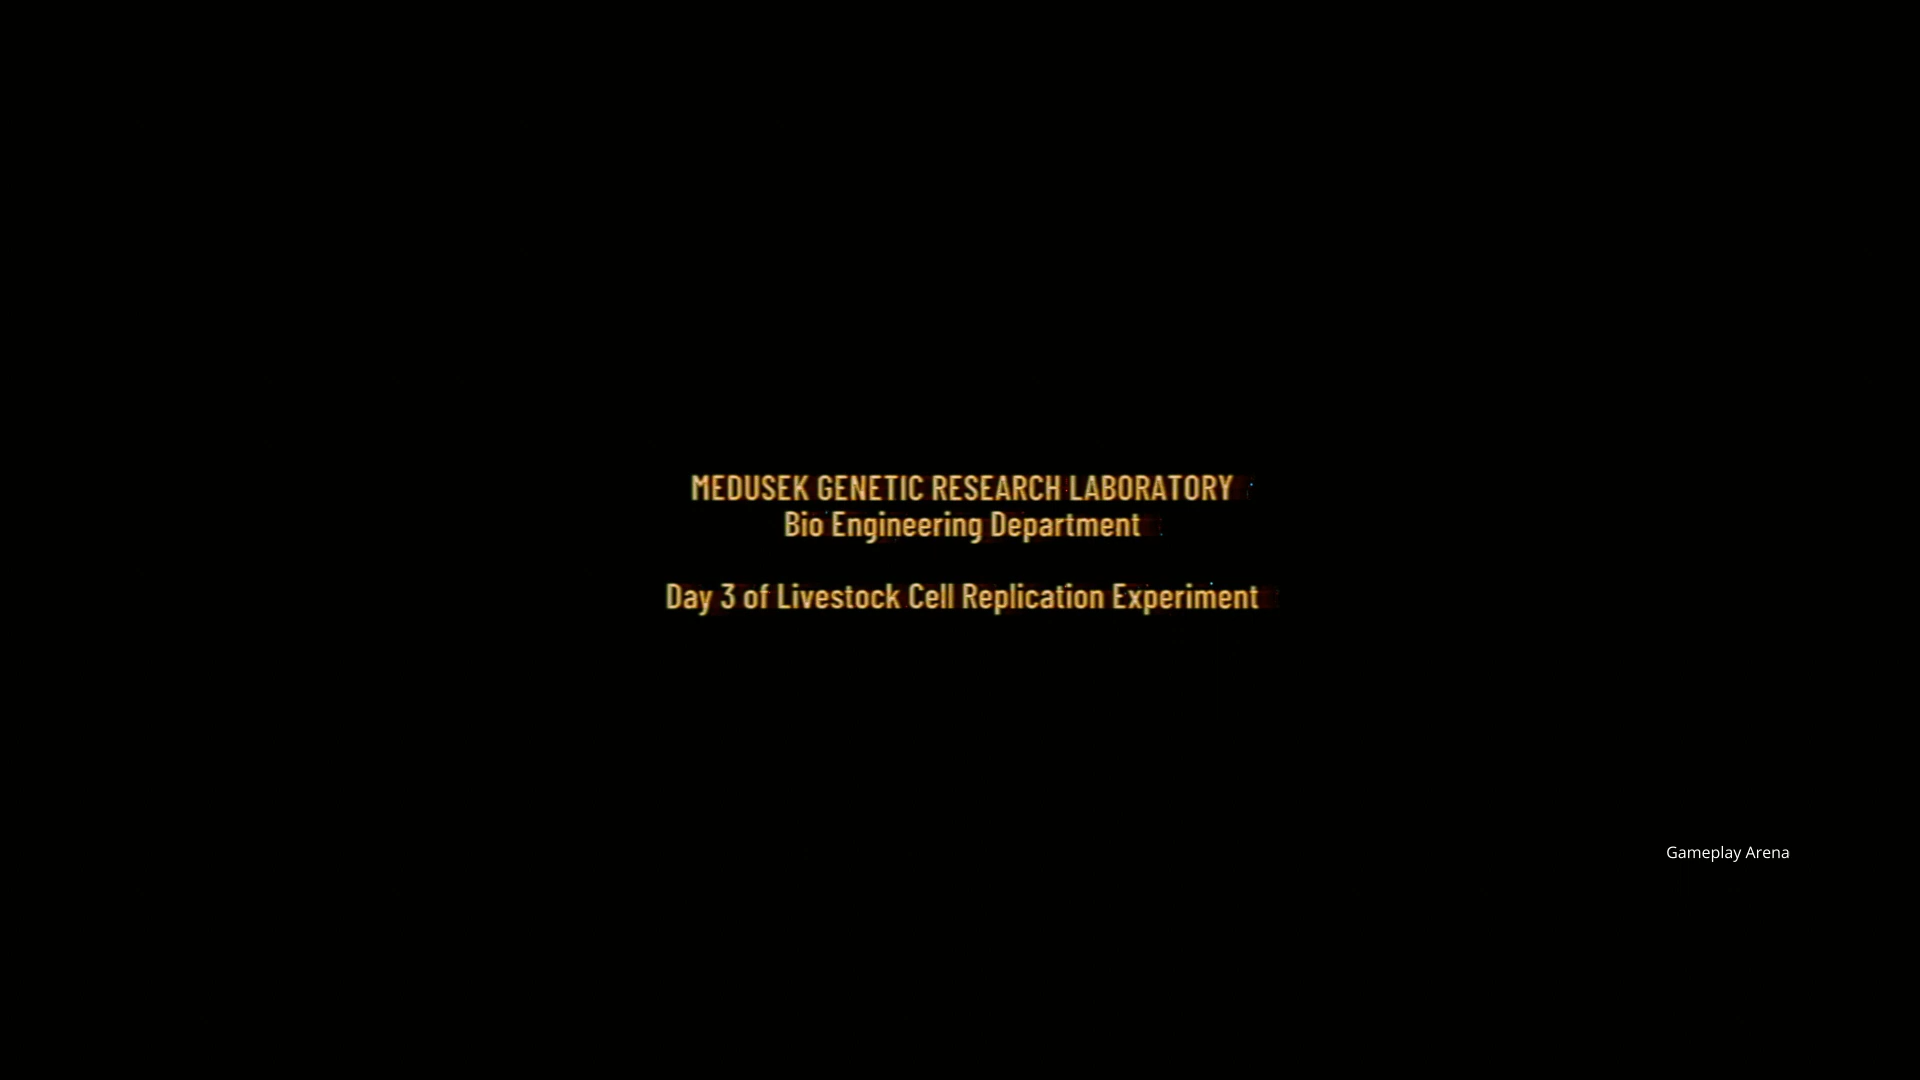 MEDUSEK GENETIC RESEARCH LABORATORY
Bio Engineering Department
Day 3 of Livestock Cell Replication Experiment
Gameplay Arena